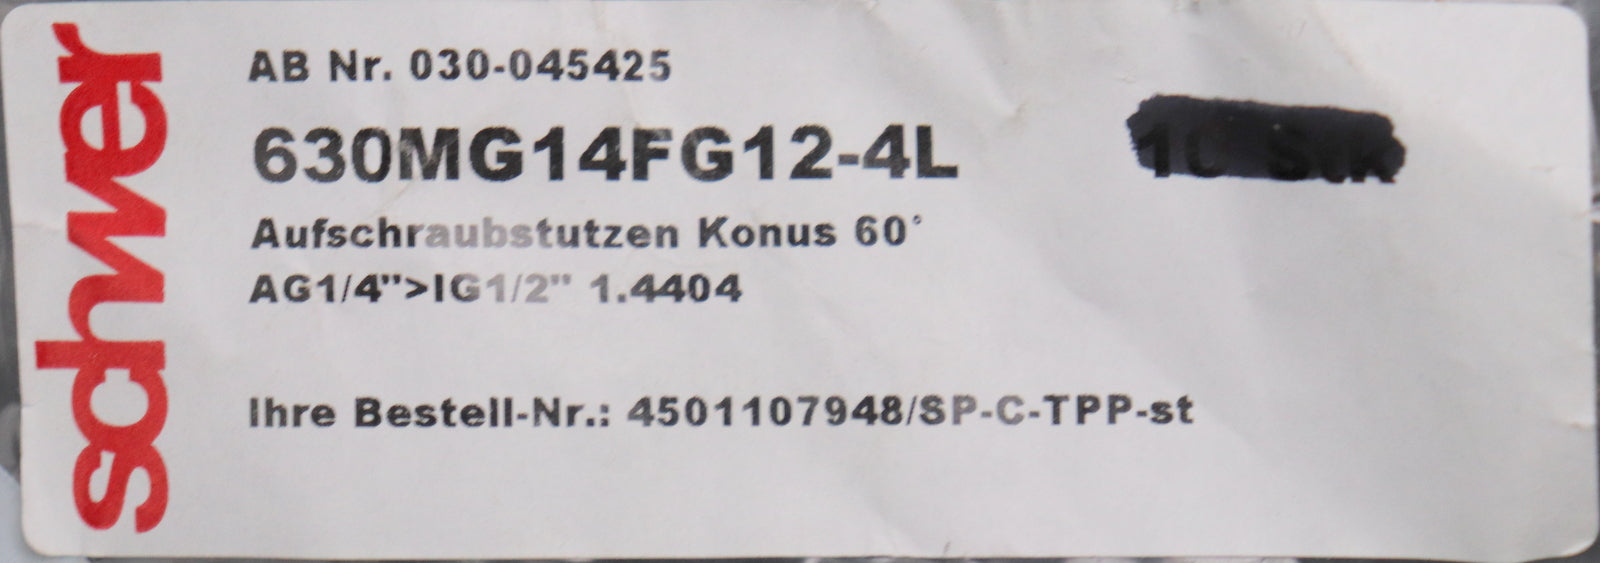 schwer
AB Nr. 030-045425
630MG14FG12-4L
Aufschraubstutzen Konus 60°
AG1/4">IG1/2" 1.4404
Ihre Bestell-Nr.: 4501107948/SP-C-TPP-st